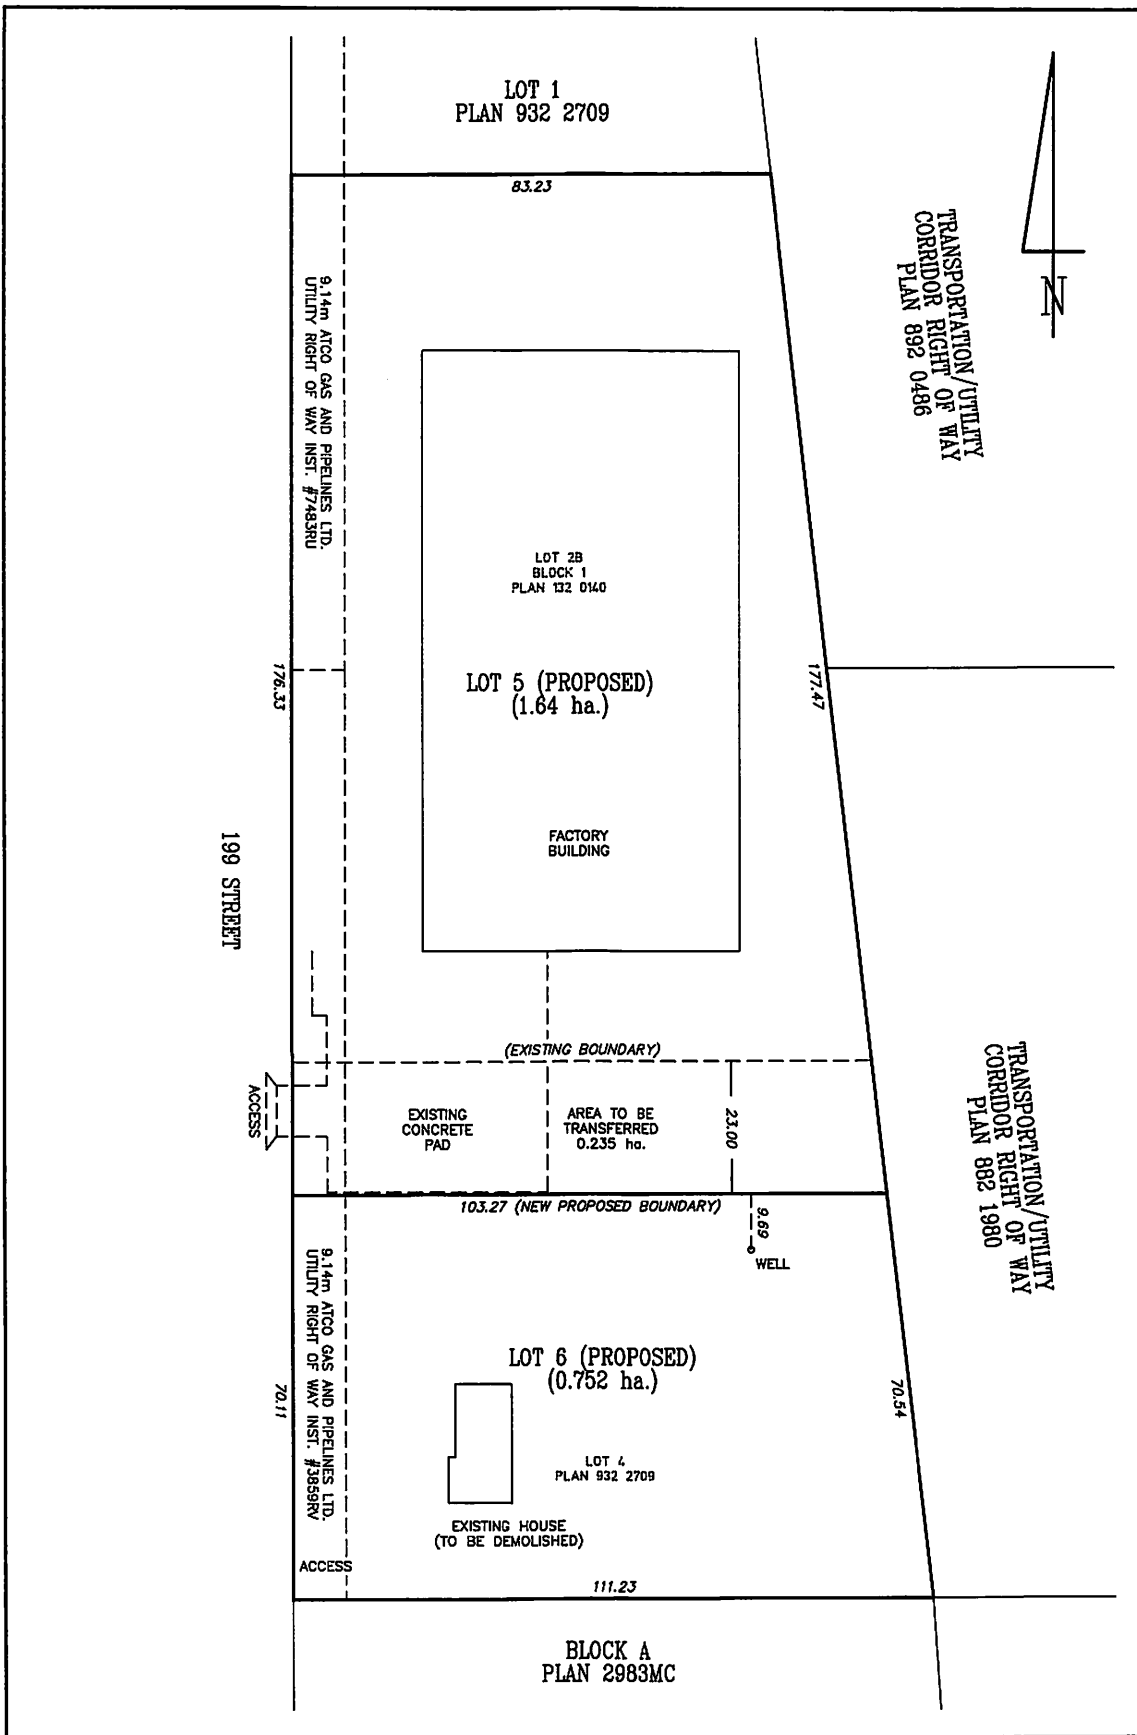 LOT 1
PLAN 932 2709
83.23
N
TRANSPORTATION/UTILITY
CORRIDOR RIGHT OF WAY
PLAN 892 0486
9.14m ATCO GAS AND PIPELINES LTD.
UTILITY RIGHT OF WAY INST. #7483RU
LOT 2B
BLOCK 1
PLAN 132 0140
LOT 5 (PROPOSED)
(1.64 ha.)
176.33
177.47
FACTORY
BUILDING
199 STREET
(EXISTING BOUNDARY)
ACCESS
EXISTING
CONCRETE
PAD
AREA TO BE
TRANSFERRED
0.235 ha.
23.00
TRANSPORTATION/UTILITY
CORRIDOR RIGHT OF WAY
PLAN 882 1980
103.27 (NEW PROPOSED BOUNDARY)
9.69
WELL
9.14m ATCO GAS AND PIPELINES LTD.
UTILITY RIGHT OF WAY INST. #3859RV
LOT 6 (PROPOSED)
(0.752 ha.)
70.11
70.54
LOT 4
PLAN 932 2709
EXISTING HOUSE
(TO BE DEMOLISHED)
ACCESS
111.23
BLOCK A
PLAN 2983MC